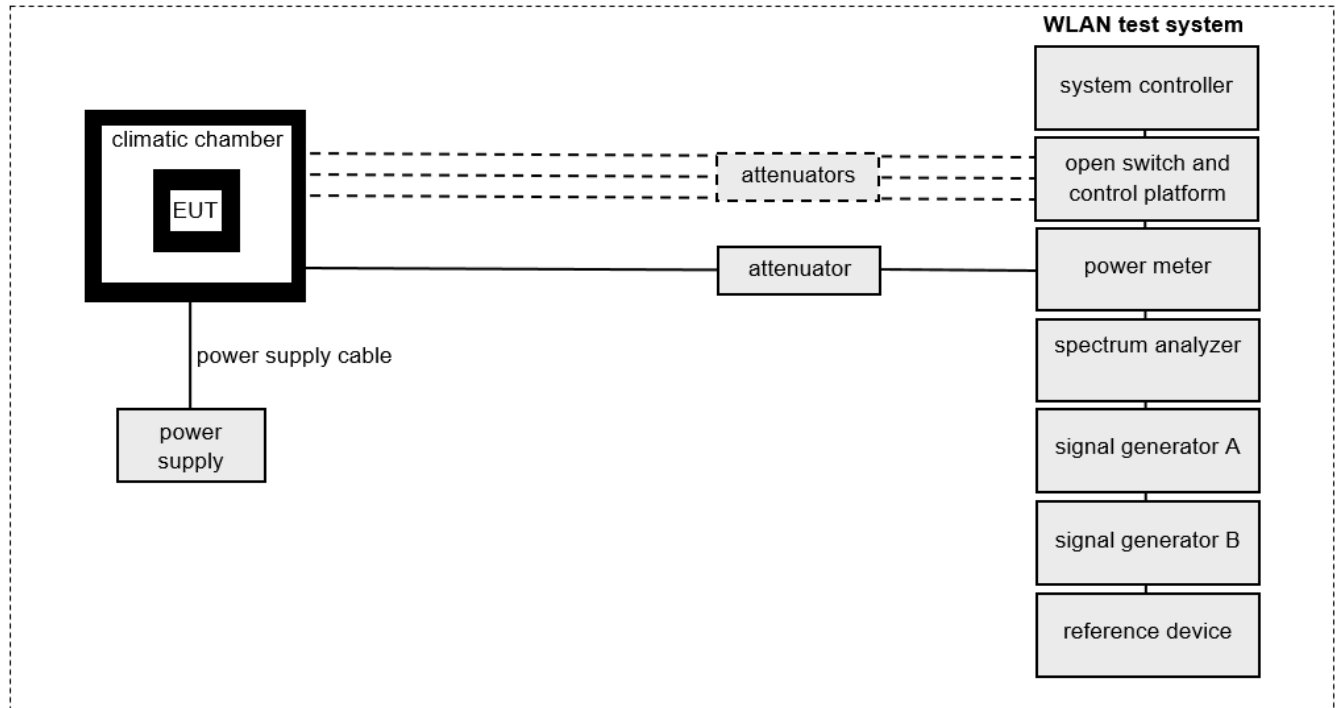 WLAN test system
system controller
climatic chamber
EUT
attenuators
open switch and
control platform
attenuator
power meter
power supply cable
spectrum analyzer
power
supply
signal generator A
signal generator B
reference device